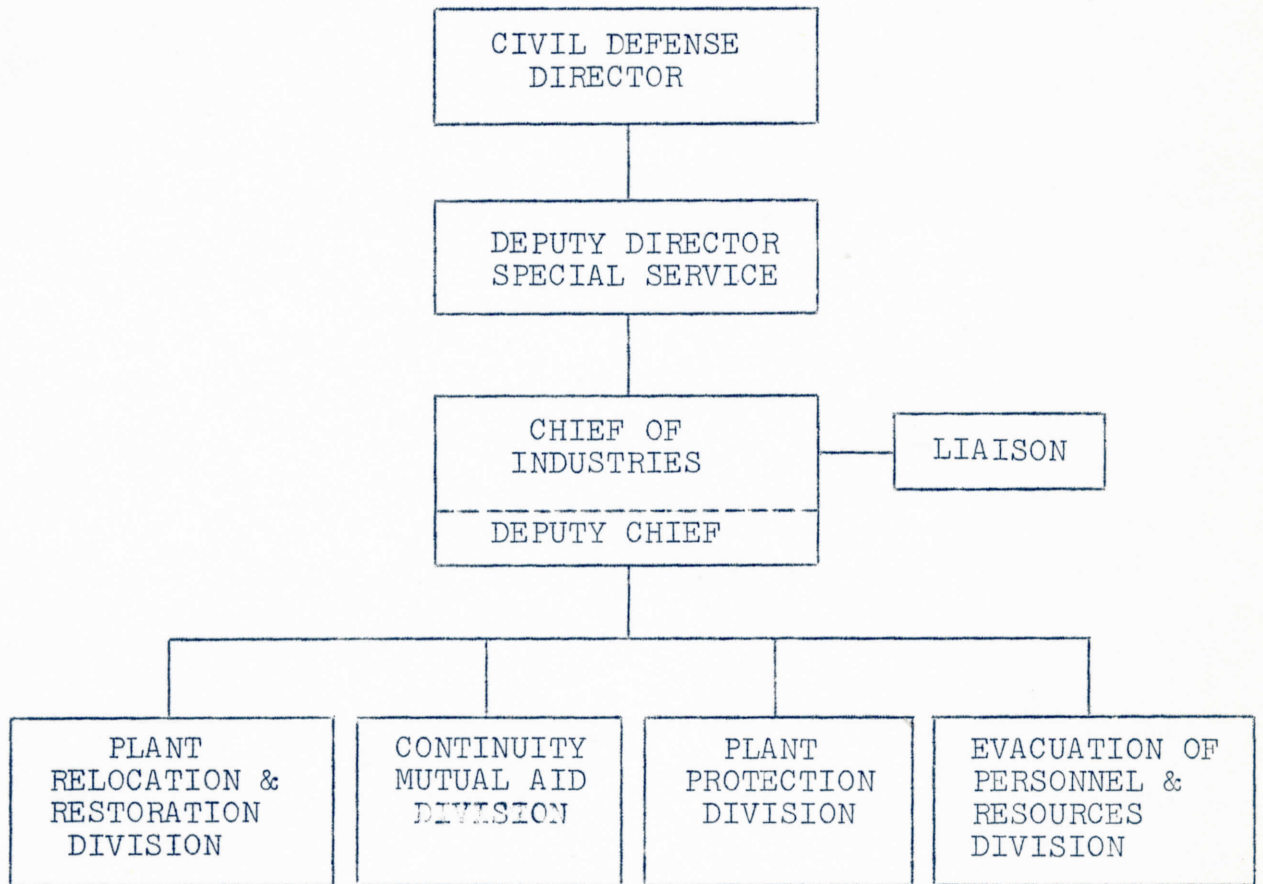 CIVIL DEFENSE
DIRECTOR
DEPUTY DIRECTOR
SPECIAL SERVICE
CHIEF OF
INDUSTRIES
DEPUTY CHIEF
LIAISON
PLANT
RELOCATION &
RESTORATION
DIVISION
CONTINUITY
MUTUAL AID
DIVISION
PLANT
PROTECTION
DIVISION
EVACUATION OF
PERSONNEL &
RESOURCES
DIVISION